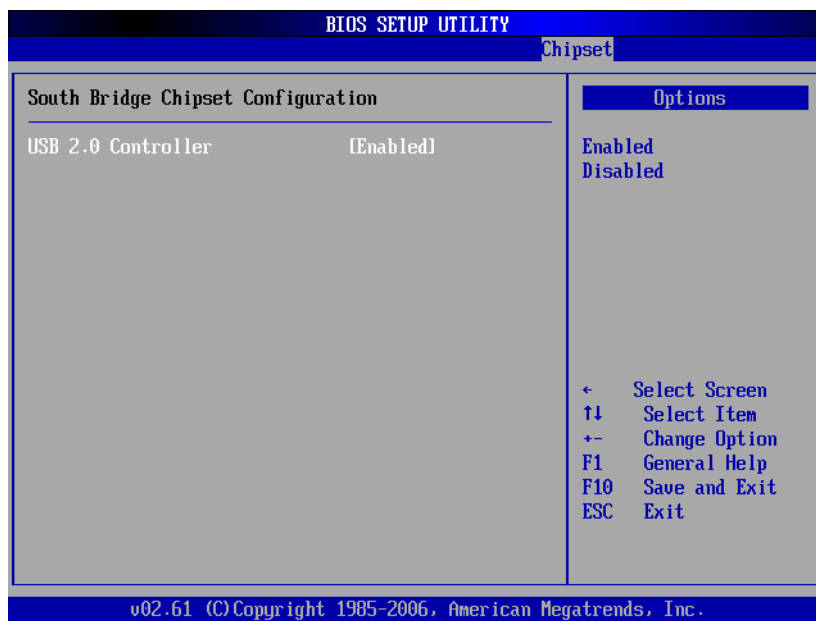 BIOS SETUP UTILITY
Chipset
South Bridge Chipset Configuration
USB 2.0 Controller [Enabled]
Options
Enabled
Disabled
← Select Screen
↑↓ Select Item
+- Change Option
F1 General Help
F10 Save and Exit
ESC Exit
v02.61 (C)Copyright 1985-2006, American Megatrends, Inc.